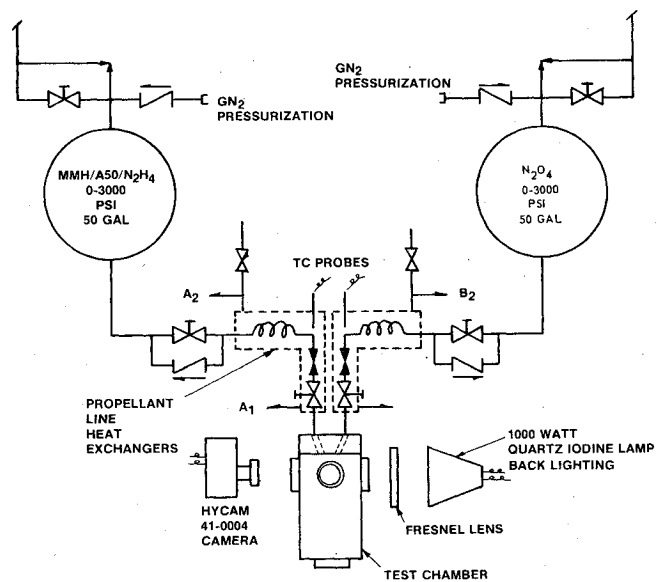 GN2
PRESSURIZATION
GN2
PRESSURIZATION
MMH/A50/N2H4
0-3000
PSI
50 GAL
N2O4
0-3000
PSI
50 GAL
TC PROBES
A2
B2
A1
PROPELLANT
LINE
HEAT
EXCHANGERS
HYCAM
41-0004
CAMERA
1000 WATT
QUARTZ IODINE LAMP
BACK LIGHTING
FRESNEL LENS
TEST CHAMBER